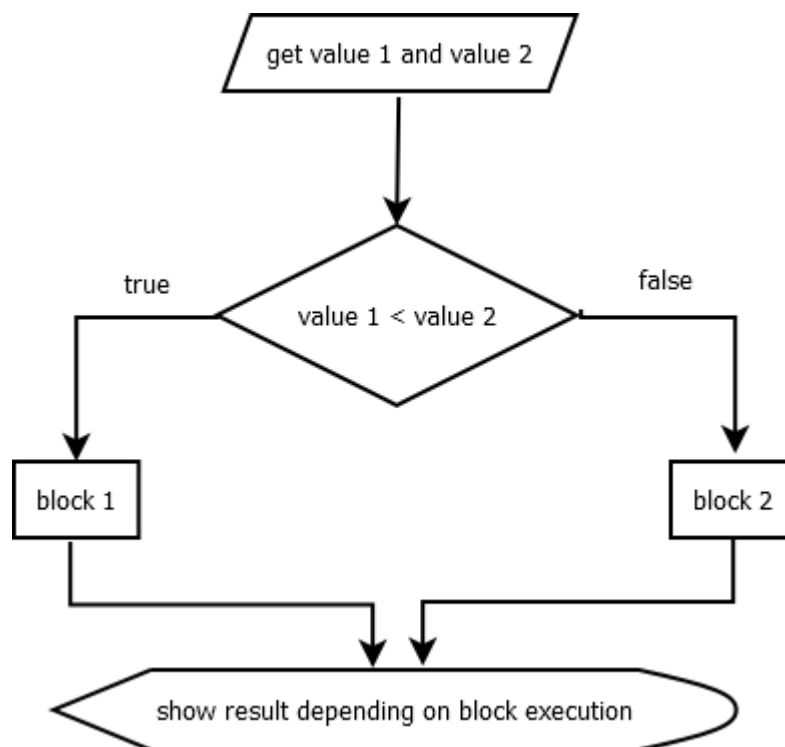 get value 1 and value 2
true
false
value 1 < value 2
block 1
block 2
show result depending on block execution